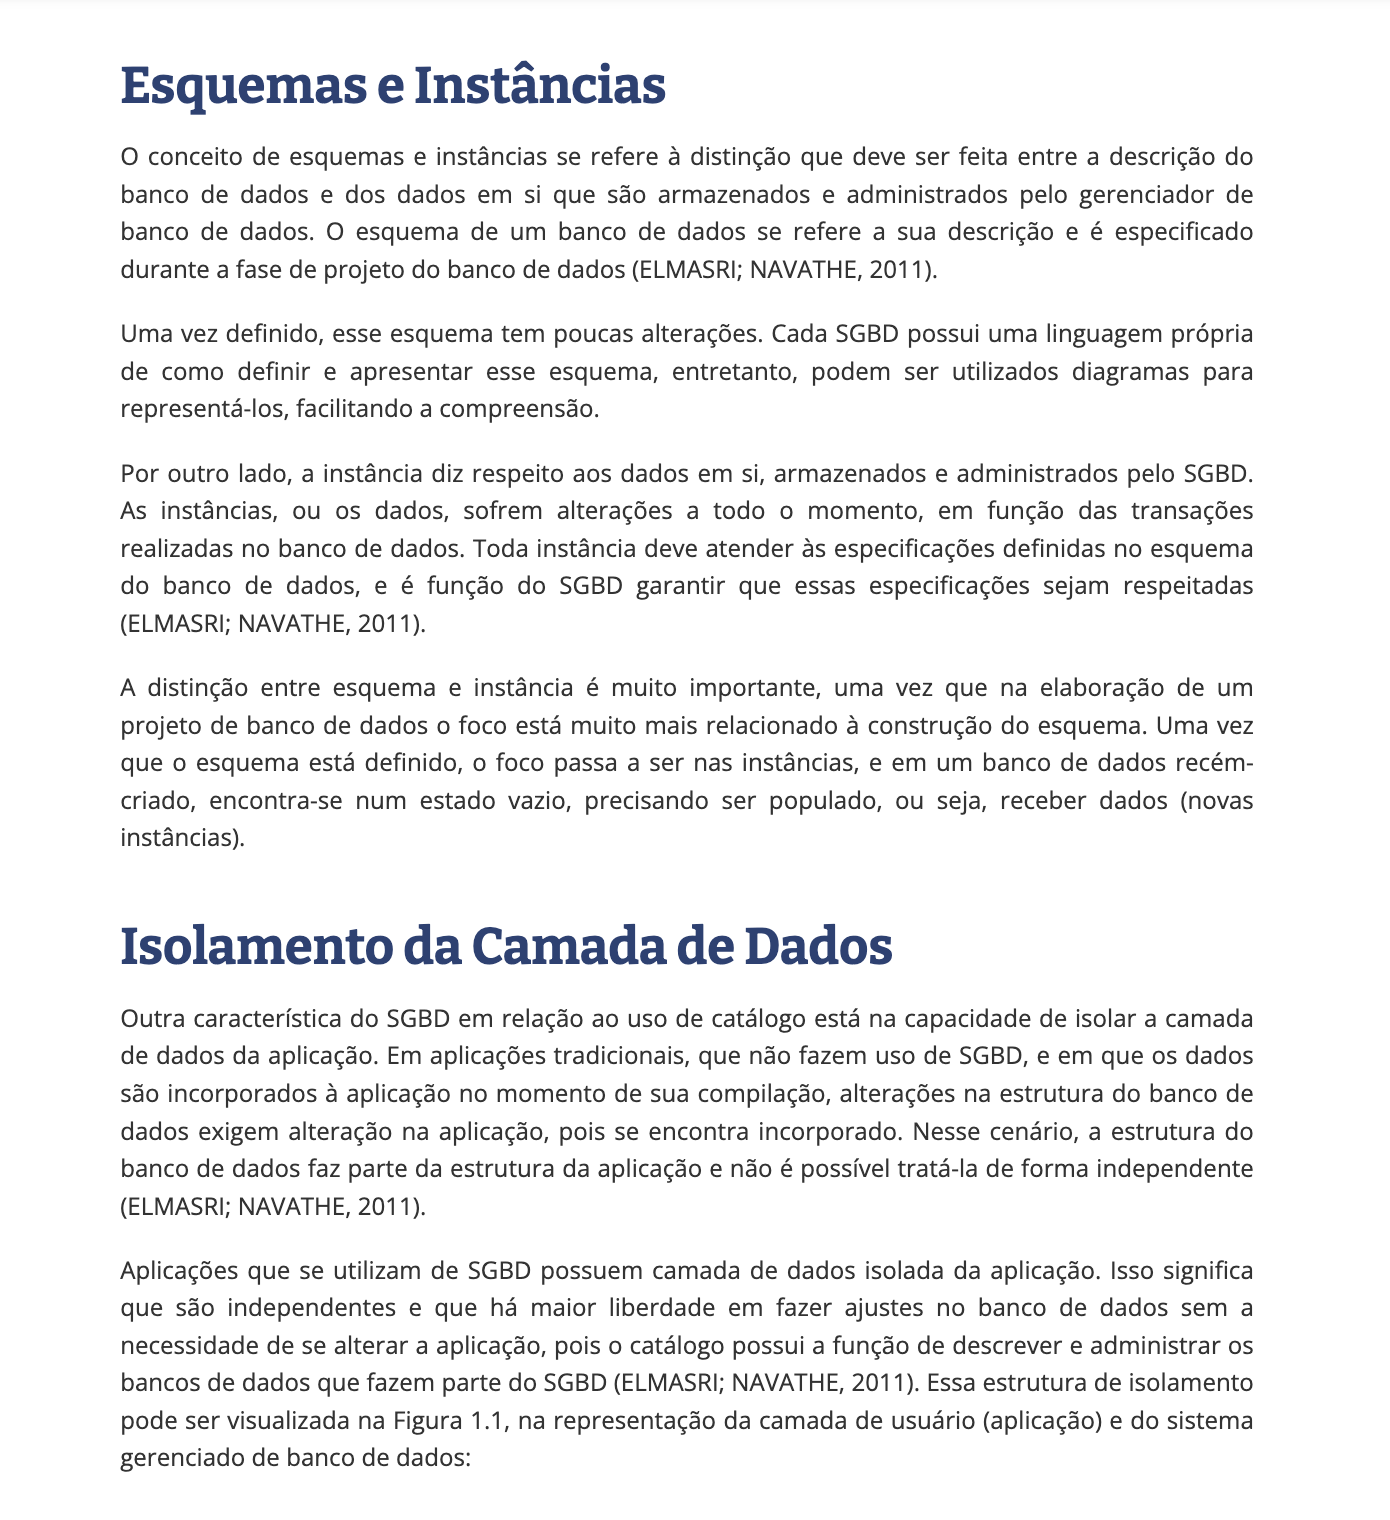 Esquemas e Instâncias
O conceito de esquemas e instâncias se refere à distinção que deve ser feita entre a descrição do
banco de dados e dos dados em si que são armazenados e administrados pelo gerenciador de
banco de dados. O esquema de um banco de dados se refere a sua descrição e é especificado
durante a fase de projeto do banco de dados (ELMASRI; NAVATHE, 2011).
Uma vez definido, esse esquema tem poucas alterações. Cada SGBD possui uma linguagem própria
de como definir e apresentar esse esquema, entretanto, podem ser utilizados diagramas para
representá-los, facilitando a compreensão.
Por outro lado, a instância diz respeito aos dados em si, armazenados e administrados pelo SGBD.
As instâncias, ou os dados, sofrem alterações a todo o momento, em função das transações
realizadas no banco de dados. Toda instância deve atender às especificações definidas no esquema
do banco de dados, e é função do SGBD garantir que essas especificações sejam respeitadas
(ELMASRI; NAVATHE, 2011).
A distinção entre esquema e instância é muito importante, uma vez que na elaboração de um
projeto de banco de dados o foco está muito mais relacionado à construção do esquema. Uma vez
que o esquema está definido, o foco passa a ser nas instâncias, e em um banco de dados recém-
criado, encontra-se num estado vazio, precisando ser populado, ou seja, receber dados (novas
instâncias).
Isolamento da Camada de Dados
Outra característica do SGBD em relação ao uso de catálogo está na capacidade de isolar a camada
de dados da aplicação. Em aplicações tradicionais, que não fazem uso de SGBD, e em que os dados
são incorporados à aplicação no momento de sua compilação, alterações na estrutura do banco de
dados exigem alteração na aplicação, pois se encontra incorporado. Nesse cenário, a estrutura do
banco de dados faz parte da estrutura da aplicação e não é possível tratá-la de forma independente
(ELMASRI; NAVATHE, 2011).
Aplicações que se utilizam de SGBD possuem camada de dados isolada da aplicação. Isso significa
que são independentes e que há maior liberdade em fazer ajustes no banco de dados sem a
necessidade de se alterar a aplicação, pois o catálogo possui a função de descrever e administrar os
bancos de dados que fazem parte do SGBD (ELMASRI; NAVATHE, 2011). Essa estrutura de isolamento
pode ser visualizada na Figura 1.1, na representação da camada de usuário (aplicação) e do sistema
gerenciado de banco de dados: